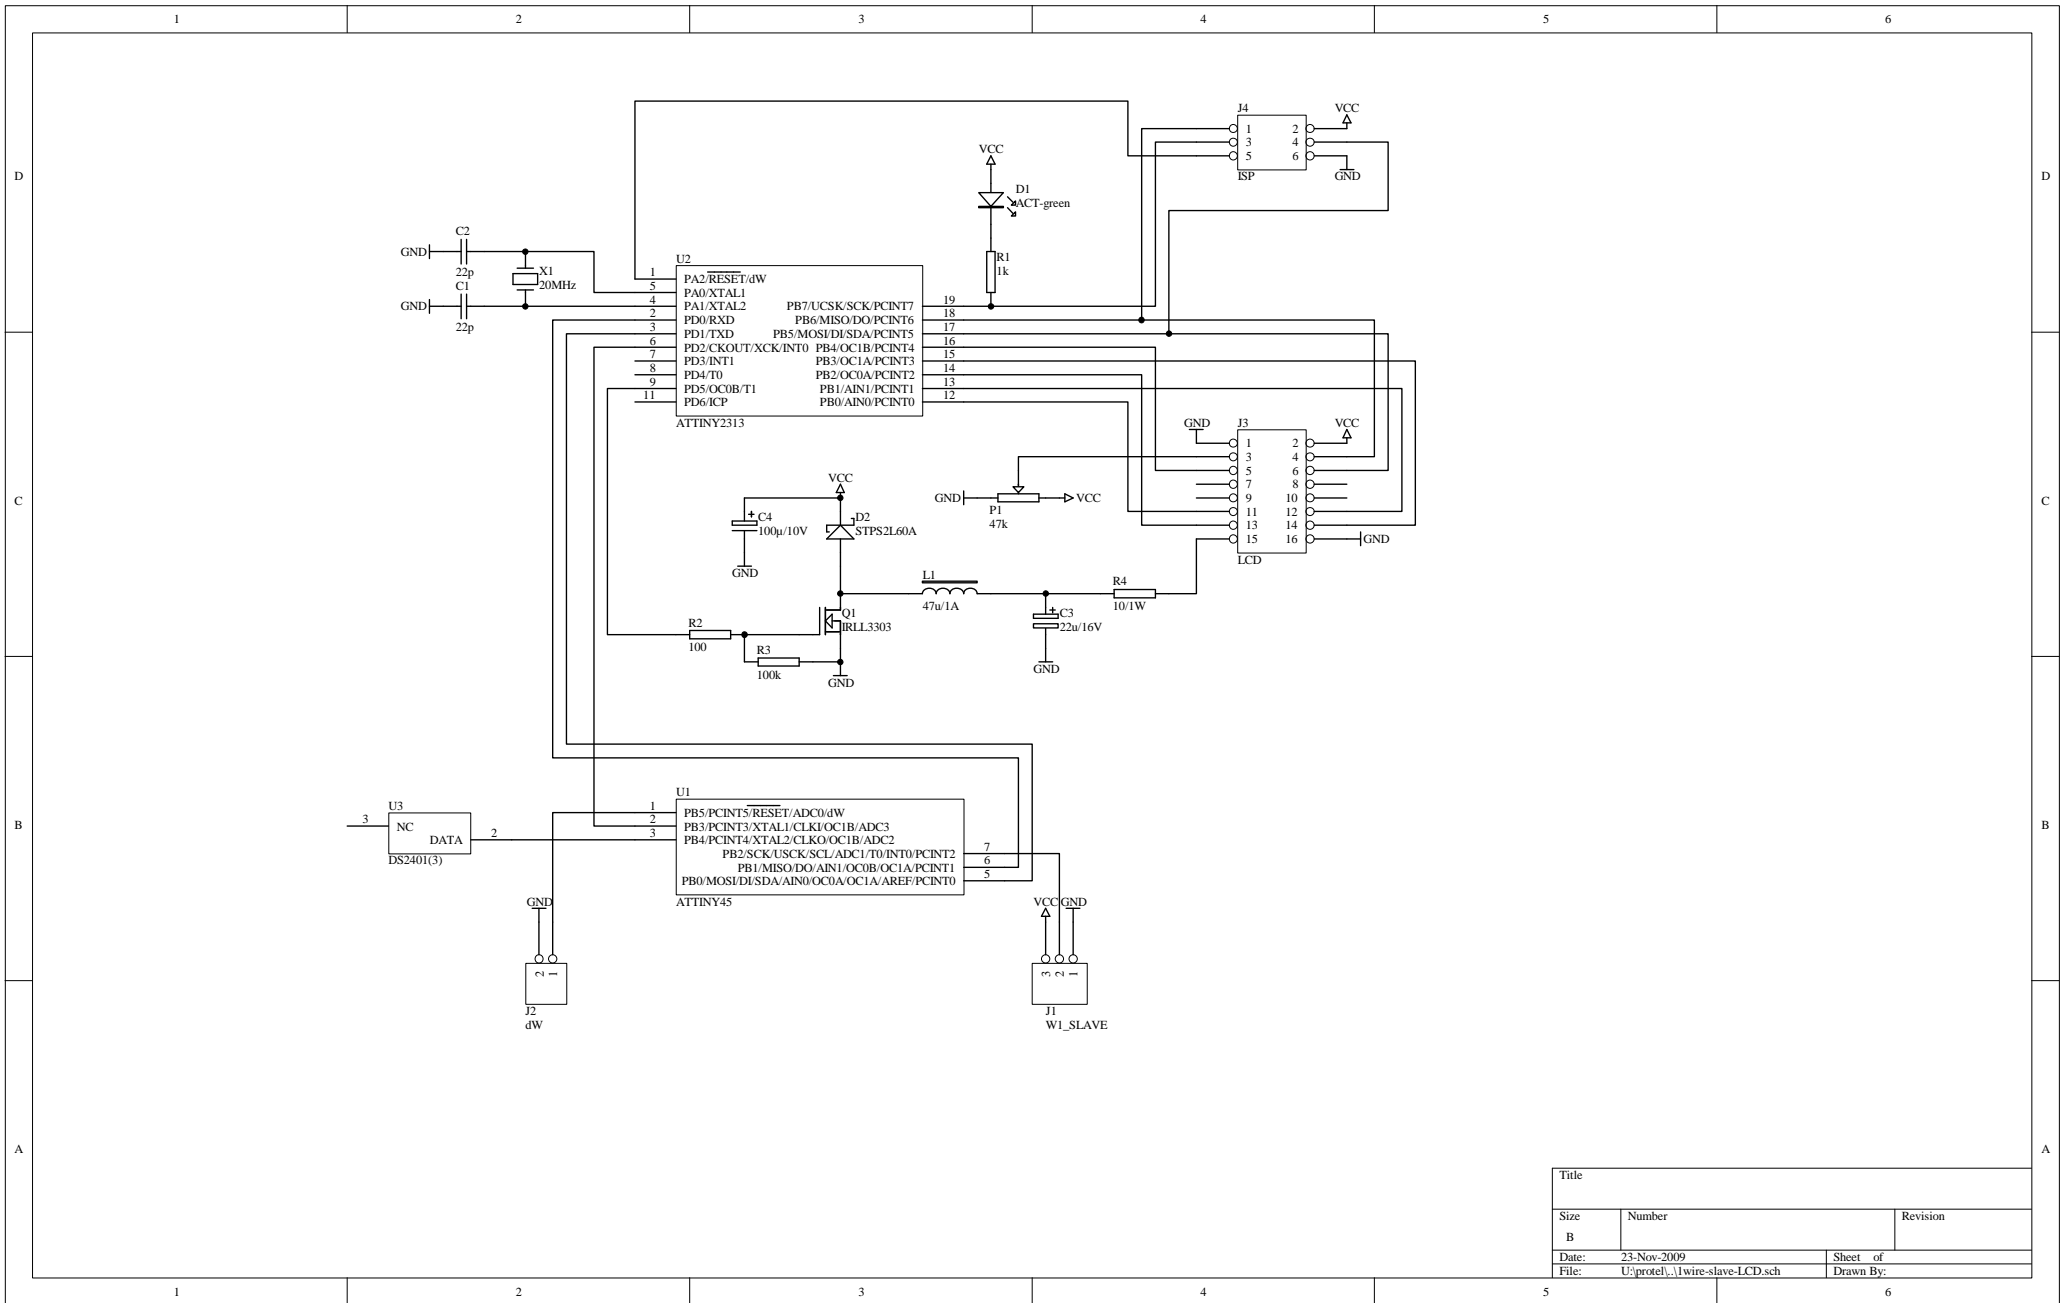 1 2 3 4 5 6
D D
C C
B B
A A
J4
VCC
1 2
3 4
5 6
ISP
GND
VCC
D1
ACT-green
R1
1k
C2
GND
22p
X1
20MHz
C1
GND
22p
U2
1 PA2/RESET/dW
5 PA0/XTAL1
4 PA1/XTAL2 PB7/UCSK/SCK/PCINT7 19
2 PD0/RXD PB6/MISO/DO/PCINT6 18
3 PD1/TXD PB5/MOSI/DI/SDA/PCINT5 17
6 PD2/CKOUT/XCK/INT0 PB4/OC1B/PCINT4 16
7 PD3/INT1 PB3/OC1A/PCINT3 15
8 PD4/T0 PB2/OC0A/PCINT2 14
9 PD5/OC0B/T1 PB1/AIN1/PCINT1 13
11 PD6/ICP PB0/AIN0/PCINT0 12
ATTINY2313
GND
J3
VCC
1 2
3 4
5 6
7 8
9 10
11 12
13 14
15 16
GND
LCD
GND
VCC
P1
47k
VCC
C4
+
100µ/10V
GND
D2
STPS2L60A
L1
47u/1A
R4
10/1W
C3
+
22u/16V
GND
Q1
IRLL3303
R2
100
R3
100k
GND
U3
3 NC
DATA 2
DS2401(3)
U1
1 PB5/PCINT5/RESET/ADC0/dW
2 PB3/PCINT3/XTAL1/CLKI/OC1B/ADC3
3 PB4/PCINT4/XTAL2/CLKO/OC1B/ADC2
PB2/SCK/USCK/SCL/ADC1/T0/INT0/PCINT2 7
PB1/MISO/DO/AIN1/OC0B/OC1A/PCINT1 6
PB0/MOSI/DI/SDA/AIN0/OC0A/OC1A/AREF/PCINT0 5
ATTINY45
GND
2 1
J2
dW
VCC GND
3 2 1
J1
W1_SLAVE
Title
Size Number Revision
B
Date: 23-Nov-2009 Sheet of
File: U:\protel\..\1wire-slave-LCD.sch Drawn By:
1 2 3 4 5 6